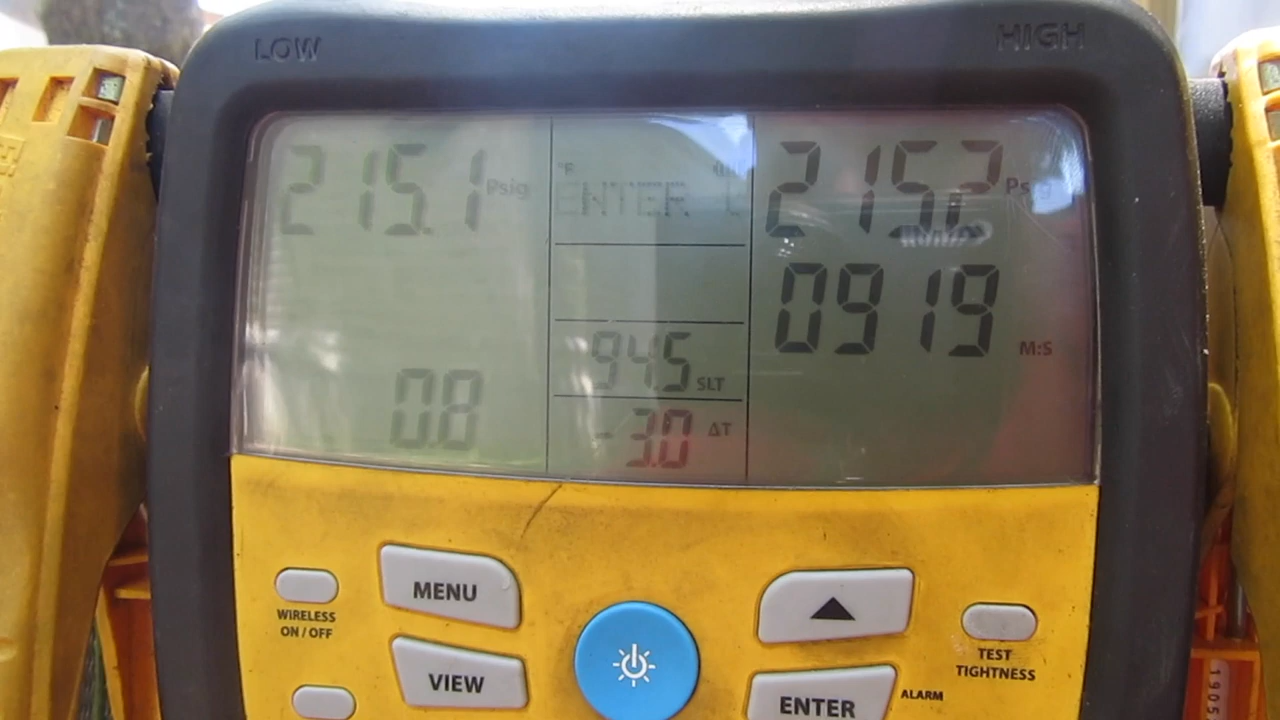 LOW
HIGH
215.1 Psig
°F
ENTER
215.2 Psig
09 19 M:S
94.5 SLT
0.8
-3.0 ΔT
MENU
WIRELESS
ON / OFF
VIEW
TEST
TIGHTNESS
ENTER
ALARM
1905